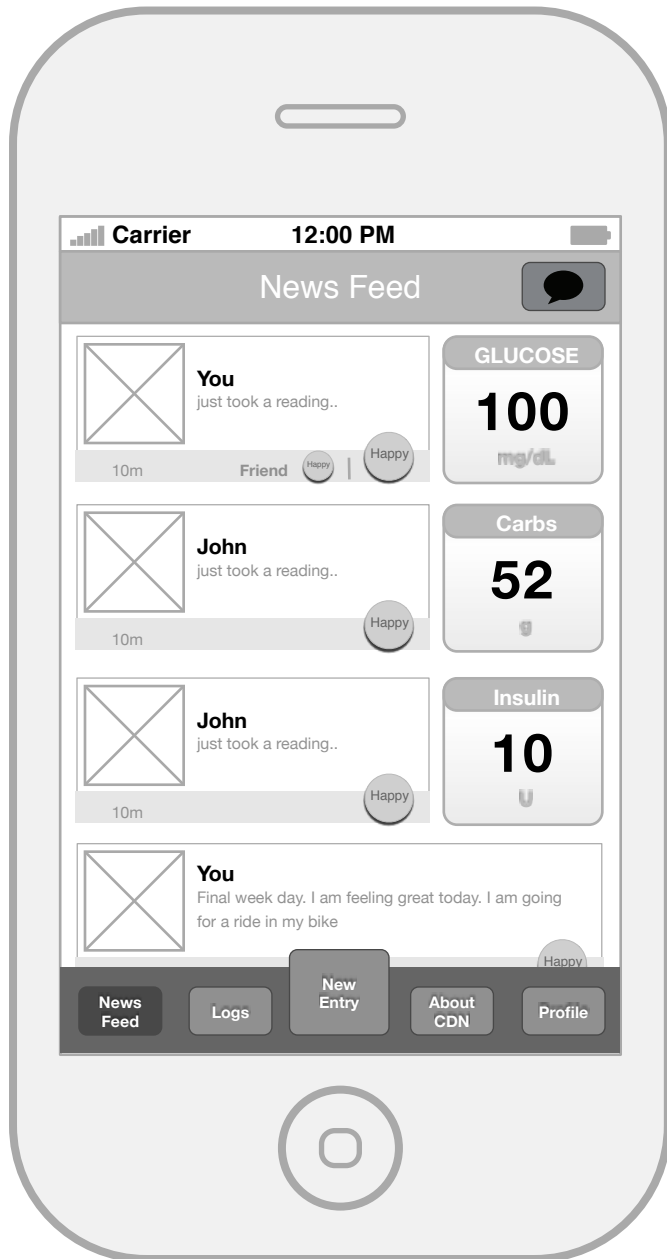 Carrier 12:00 PM
News Feed
You
just took a reading..
10m Friend Happy | Happy
GLUCOSE
100
mg/dL
John
just took a reading..
10m Happy
Carbs
52
g
John
just took a reading..
10m Happy
Insulin
10
U
You
Final week day. I am feeling great today. I am going
for a ride in my bike
Happy
News
Feed
Logs
New
Entry
About
CDN
Profile